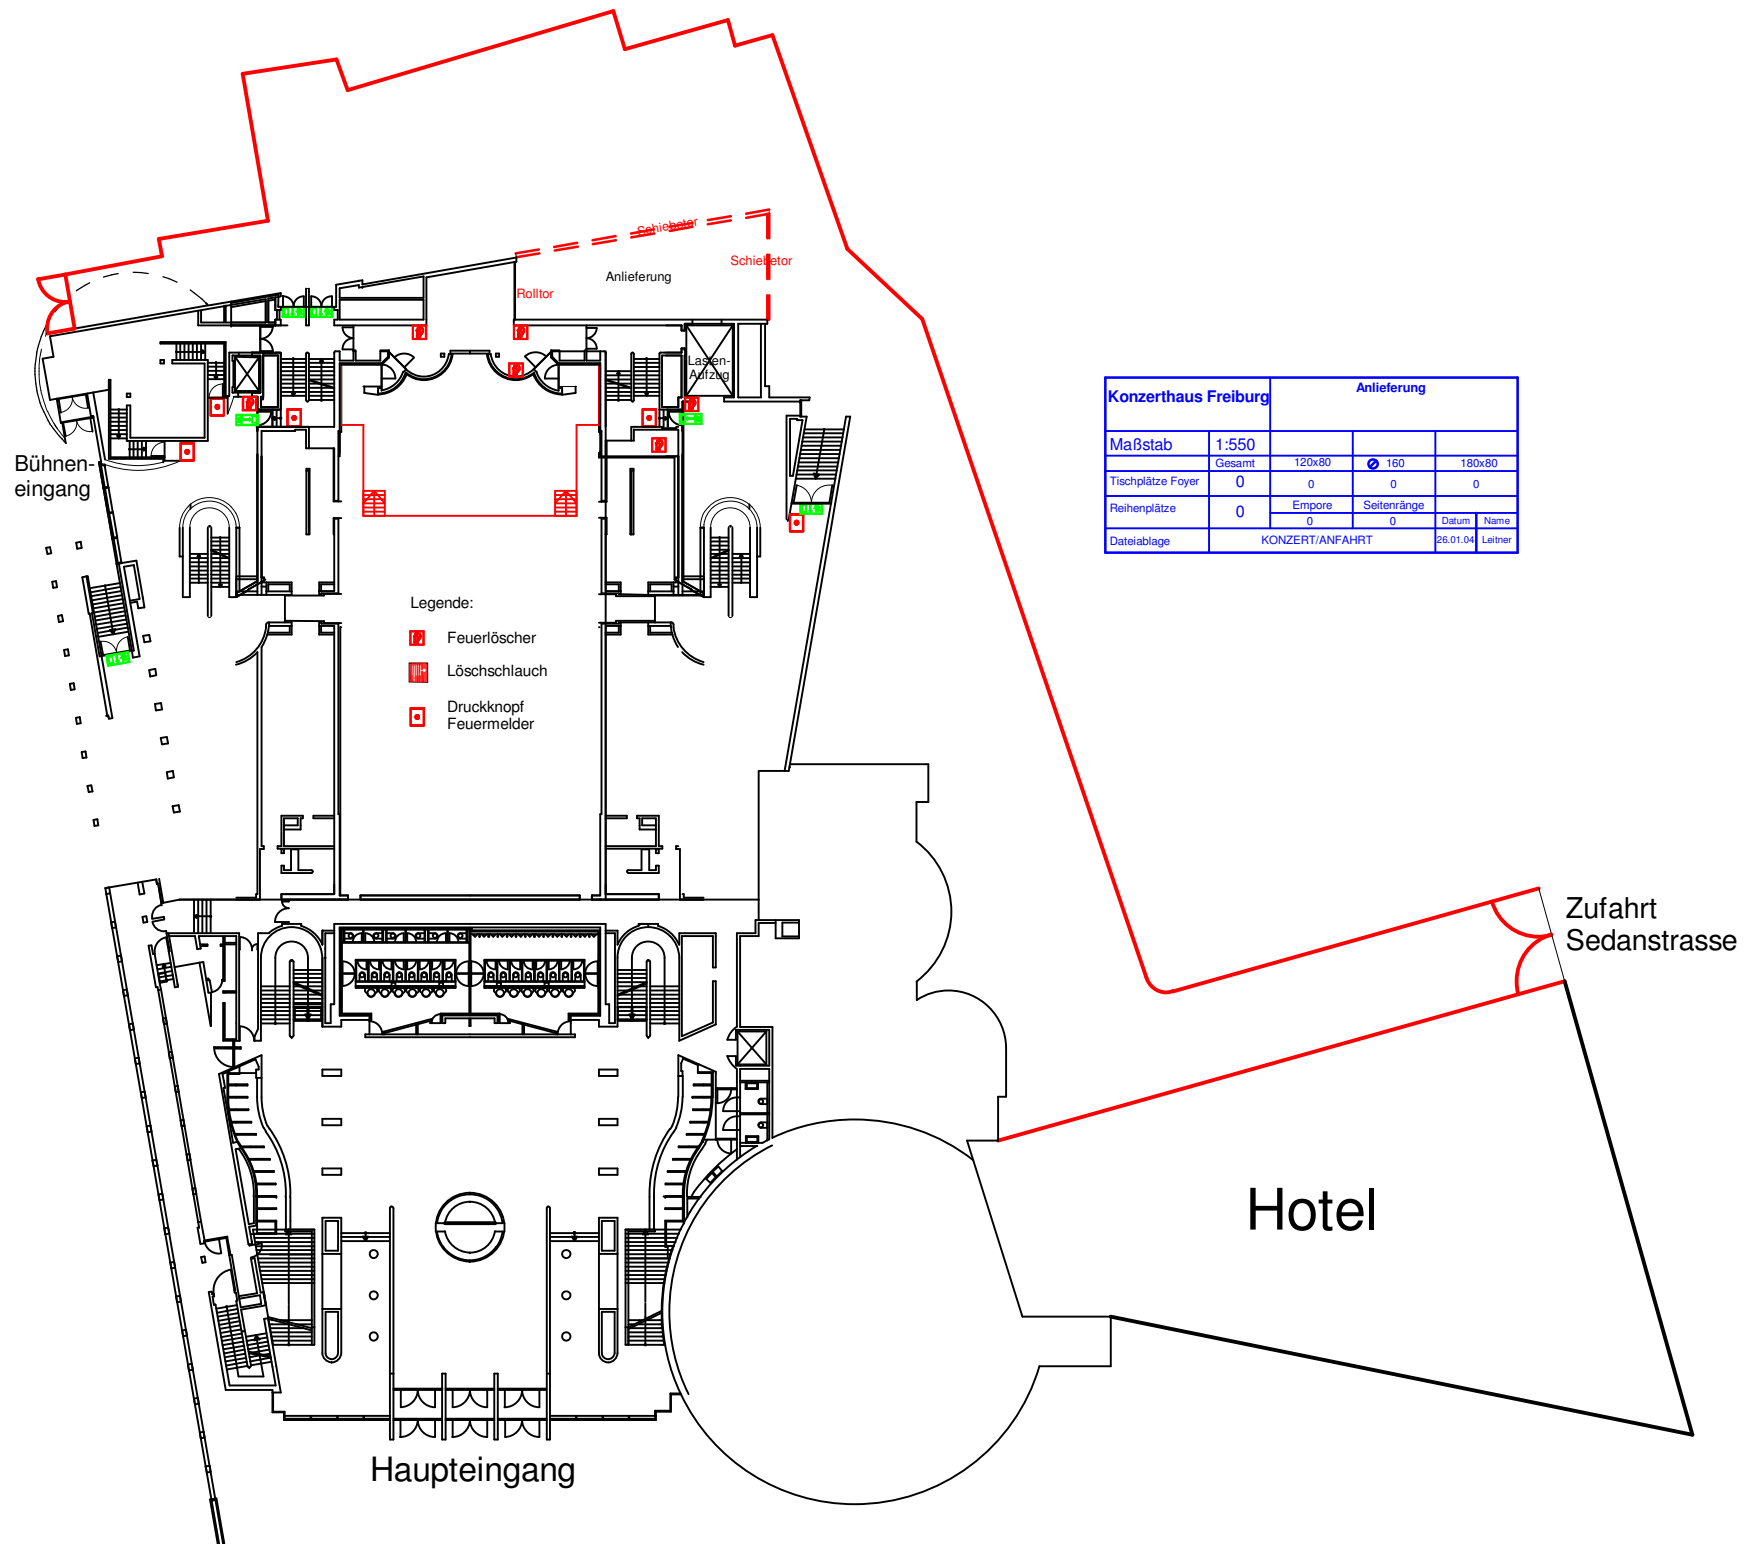 Schiebetor
Schiebetor
Anlieferung
Rolltor
Lasten-
Aufzug
Konzerthaus Freiburg
Anlieferung
Maßstab 1:550
Gesamt 120x80 160 180x80
Tischplätze Foyer 0 0 0 0
Reihenplätze 0 Empore Seitenränge
0 0 Datum Name
Dateiablage KONZERT/ANFAHRT 26.01.04 Leitner
Bühnen-
eingang
Legende:
Feuerlöscher
Löschschlauch
Druckknopf
Feuermelder
Zufahrt
Sedanstrasse
Hotel
Haupteingang